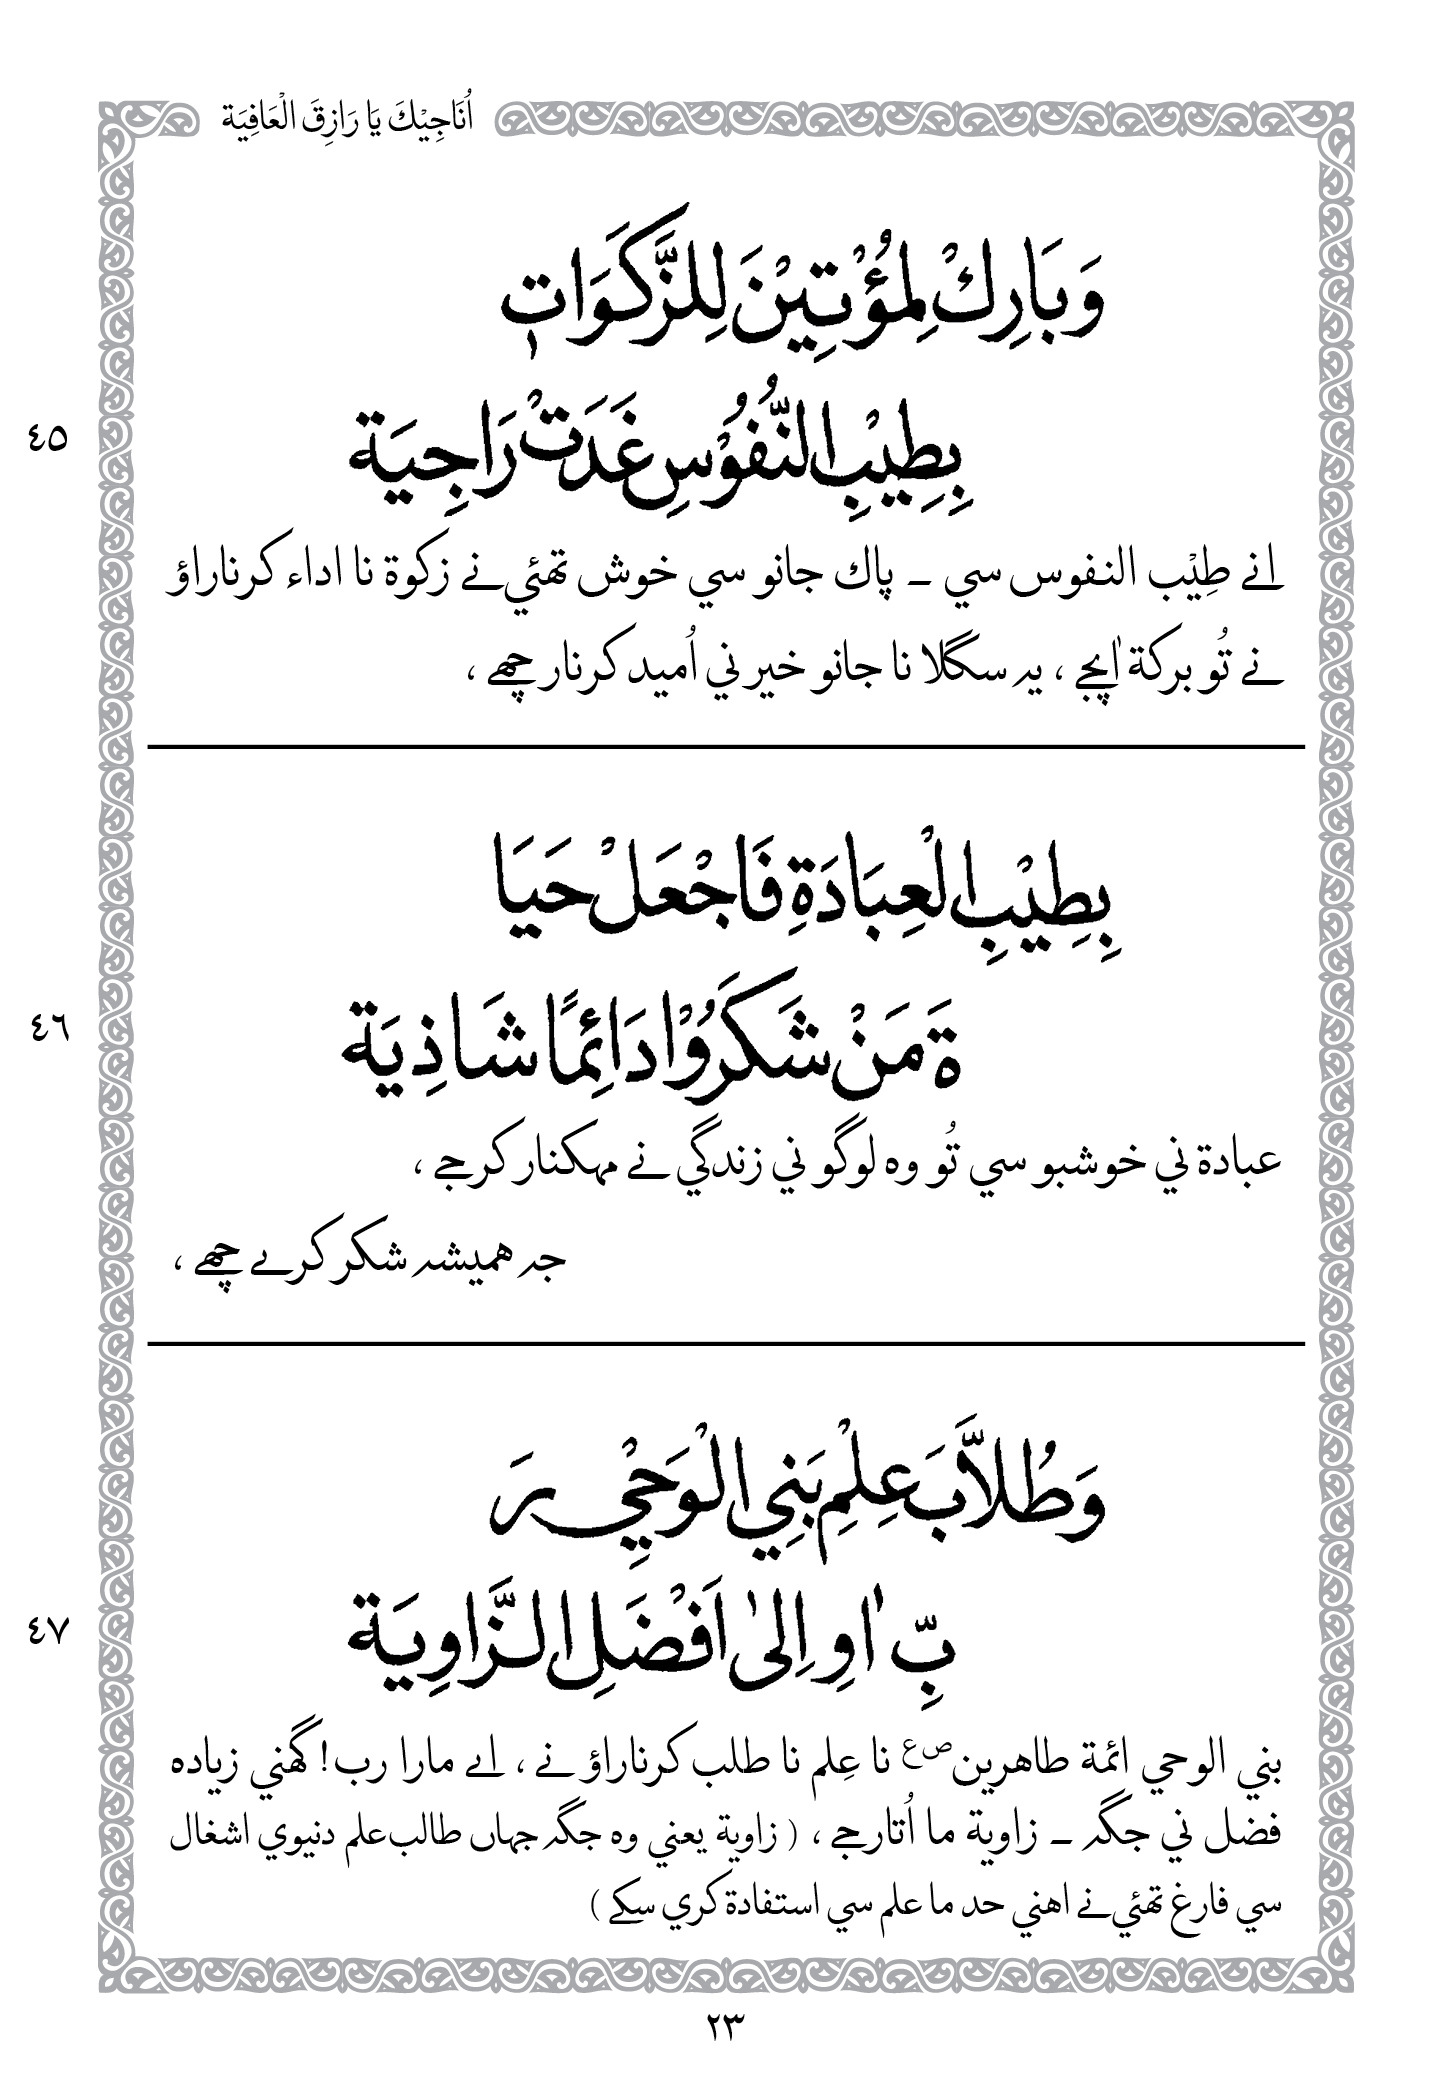 اُنَاجِيْكَ يَا رَازِقَ الْعَافِيَة
وَبَارِكْ لِمُؤْتِيْنَ لِلزَّكَوَاتِ
بِطِيْبِ النُّفُوْسِ غَدَتْ رَاجِيَة
٤٥
انے طِيْب النفوس سي ـ پاك جانو سي خوش تھئي نے زكوة نا اداء كرناراؤ
نے تُو بركة اٰپجے ، يہ سگلا نا جانو خير ني اُميد كرنار چھے ،
بِطِيْبِ الْعِبَادَةِ فَاجْعَلْ حَيَا
ةَ مَنْ شَكَرُوْا دَائِمًا شَاذِيَة
٤٦
عبادة ني خوشبو سي تُو وه لوگو ني زندگي نے مہكنار كرجے ،
جہ هميشہ شكر كرے چھے ،
وَطُلاَّبَ عِلْمِ بَنِي الْوَحْيِ رَ
بِّ اٰوِ اِلىٰ اَفْضَلِ الزَّاوِيَة
٤٧
بني الوحي ائمة طاهرين ص ع نا عِلم نا طلب كرناراؤ نے ، اے مارا رب! گھني زياده
فضل ني جگہ ـ زاوية ما اُتارجے ، ( زاوية يعني وه جگہ جہاں طالب علم دنيوي اشغال
سي فارغ تھئي نے اهني حد ما علم سي استفادة كري سكے )
٢٣